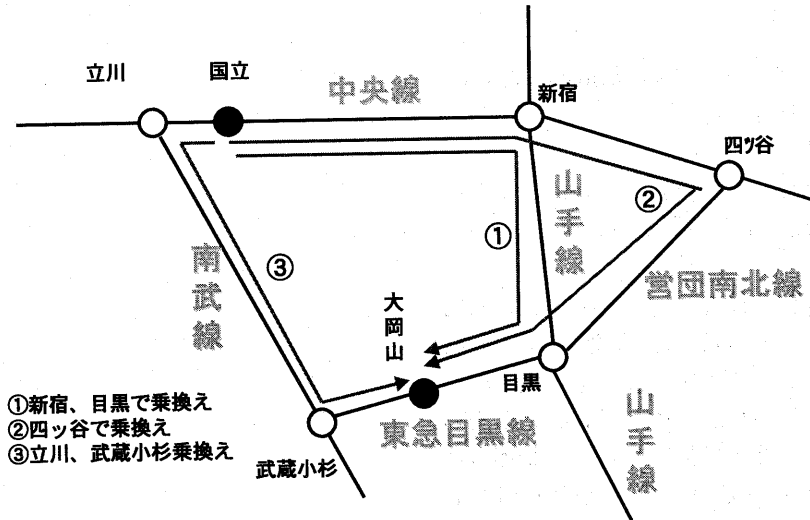 立川
国立
中央線
新宿
四ツ谷
山手線
②
①
③
南武線
営団南北線
大岡山
目黒
①新宿、目黒で乗換え
②四ッ谷で乗換え
③立川、武蔵小杉乗換え
東急目黒線
山手線
武蔵小杉